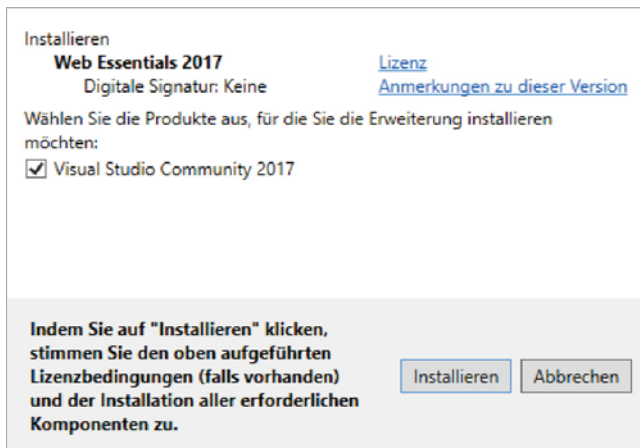 Installieren
Web Essentials 2017 Lizenz
Digitale Signatur: Keine Anmerkungen zu dieser Version
Wählen Sie die Produkte aus, für die Sie die Erweiterung installieren
möchten:
Visual Studio Community 2017
Indem Sie auf "Installieren" klicken,
stimmen Sie den oben aufgeführten
Lizenzbedingungen (falls vorhanden)
und der Installation aller erforderlichen
Komponenten zu.
Installieren Abbrechen